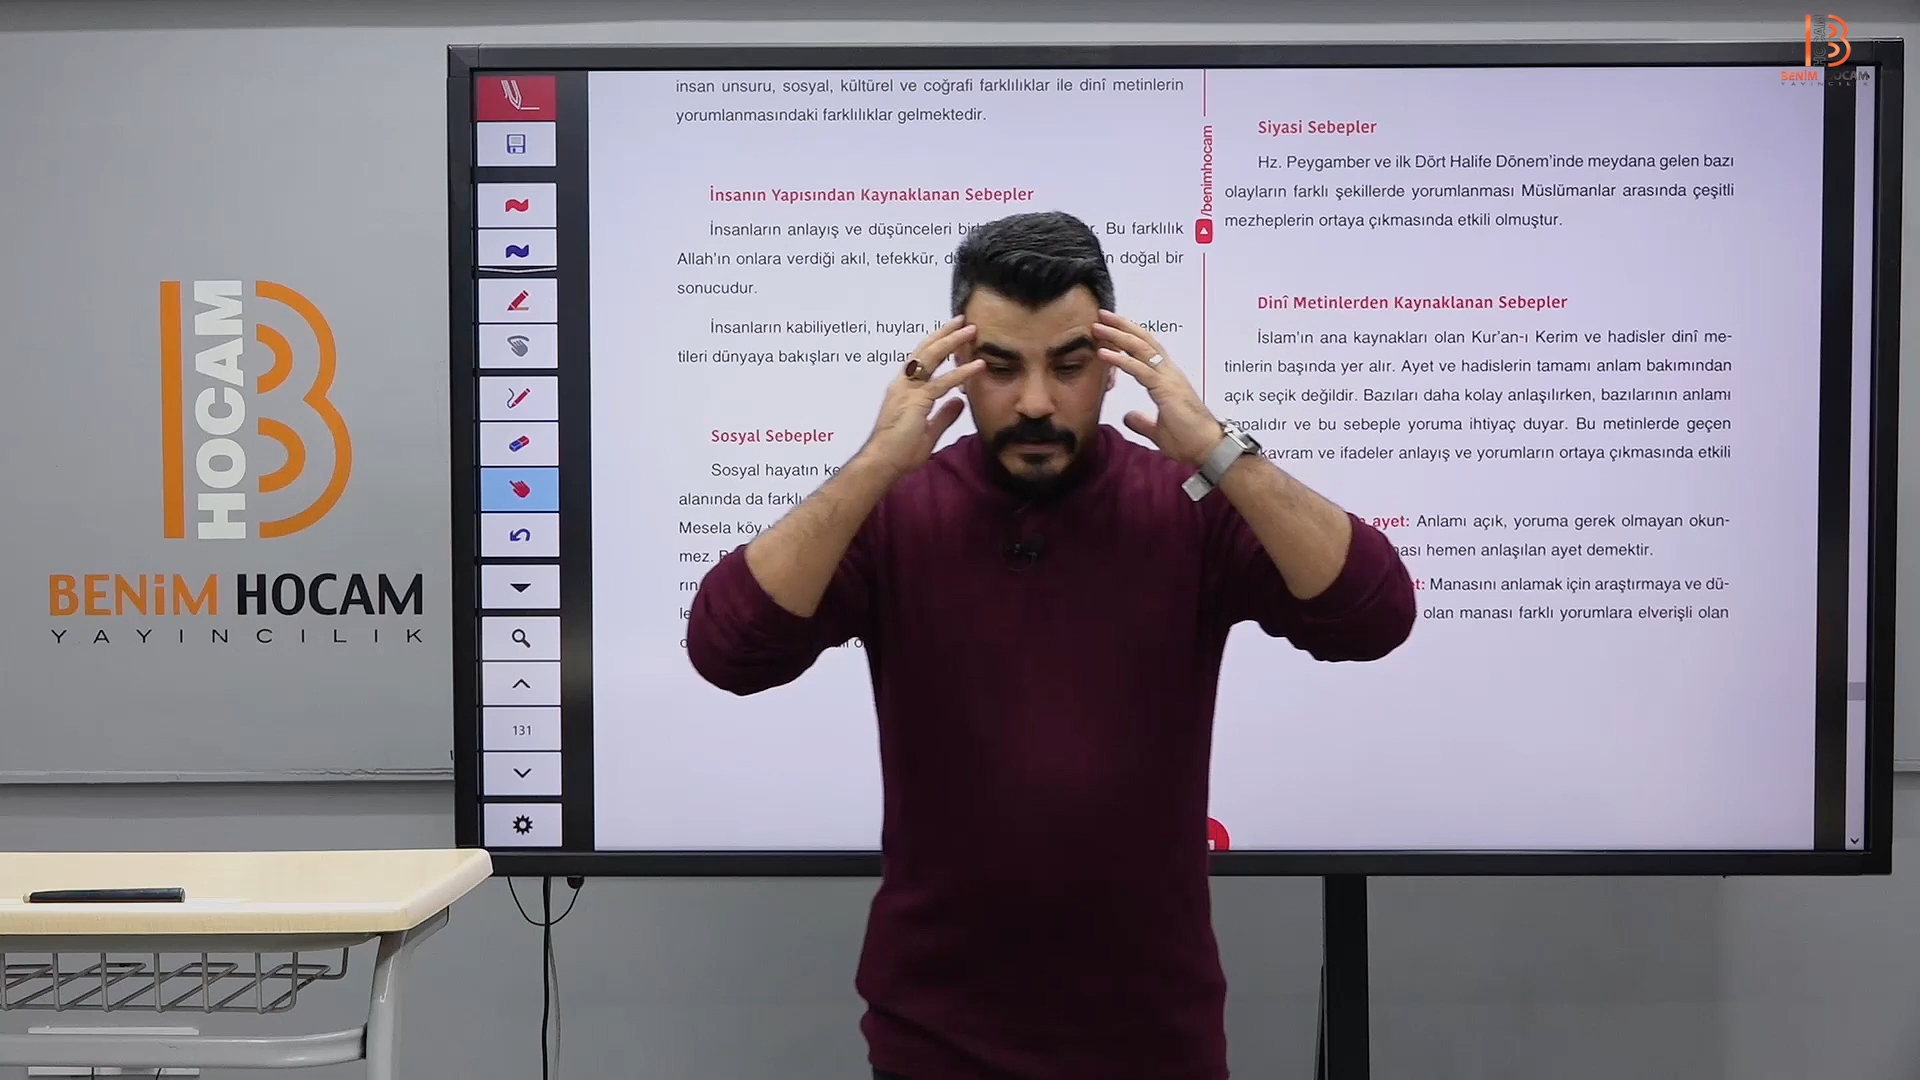 HOCAM
BENiM HOCAM
YAYINCILIK
131
insan unsuru, sosyal, kültürel ve coğrafi farklılıklar ile dinî metinlerin
yorumlanmasındaki farklılıklar gelmektedir.
İnsanın Yapısından Kaynaklanan Sebepler
İnsanların anlayış ve düşünceleri Bu farklılık
Allah’ın onlara verdiği akıl, tefekkür, doğal bir
sonucudur.
İnsanların kabiliyetleri, huyları,
tileri dünyaya bakışları ve
Sosyal Sebepler
Sosyal hayatın
alanında da farklı
Mesela köy
mez.
/benimhocam
Siyasi Sebepler
Hz. Peygamber ve ilk Dört Halife Dönem’inde meydana gelen bazı
olayların farklı şekillerde yorumlanması Müslümanlar arasında çeşitli
mezheplerin ortaya çıkmasında etkili olmuştur.
Dinî Metinlerden Kaynaklanan Sebepler
İslam’ın ana kaynakları olan Kur’an-ı Kerim ve hadisler dinî me-
tinlerin başında yer alır. Ayet ve hadislerin tamamı anlam bakımından
açık seçik değildir. Bazıları daha kolay anlaşılırken, bazılarının anlamı
ve bu sebeple yoruma ihtiyaç duyar. Bu metinlerde geçen
kavram ve ifadeler anlayış ve yorumların ortaya çıkmasında etkili
ayet: Anlamı açık, yoruma gerek olmayan okun-
hemen anlaşılan ayet demektir.
Manasını anlamak için araştırmaya ve dü-
olan manası farklı yorumlara elverişli olan
HOCAM
BENİM HOCAM
YAYINCILIK